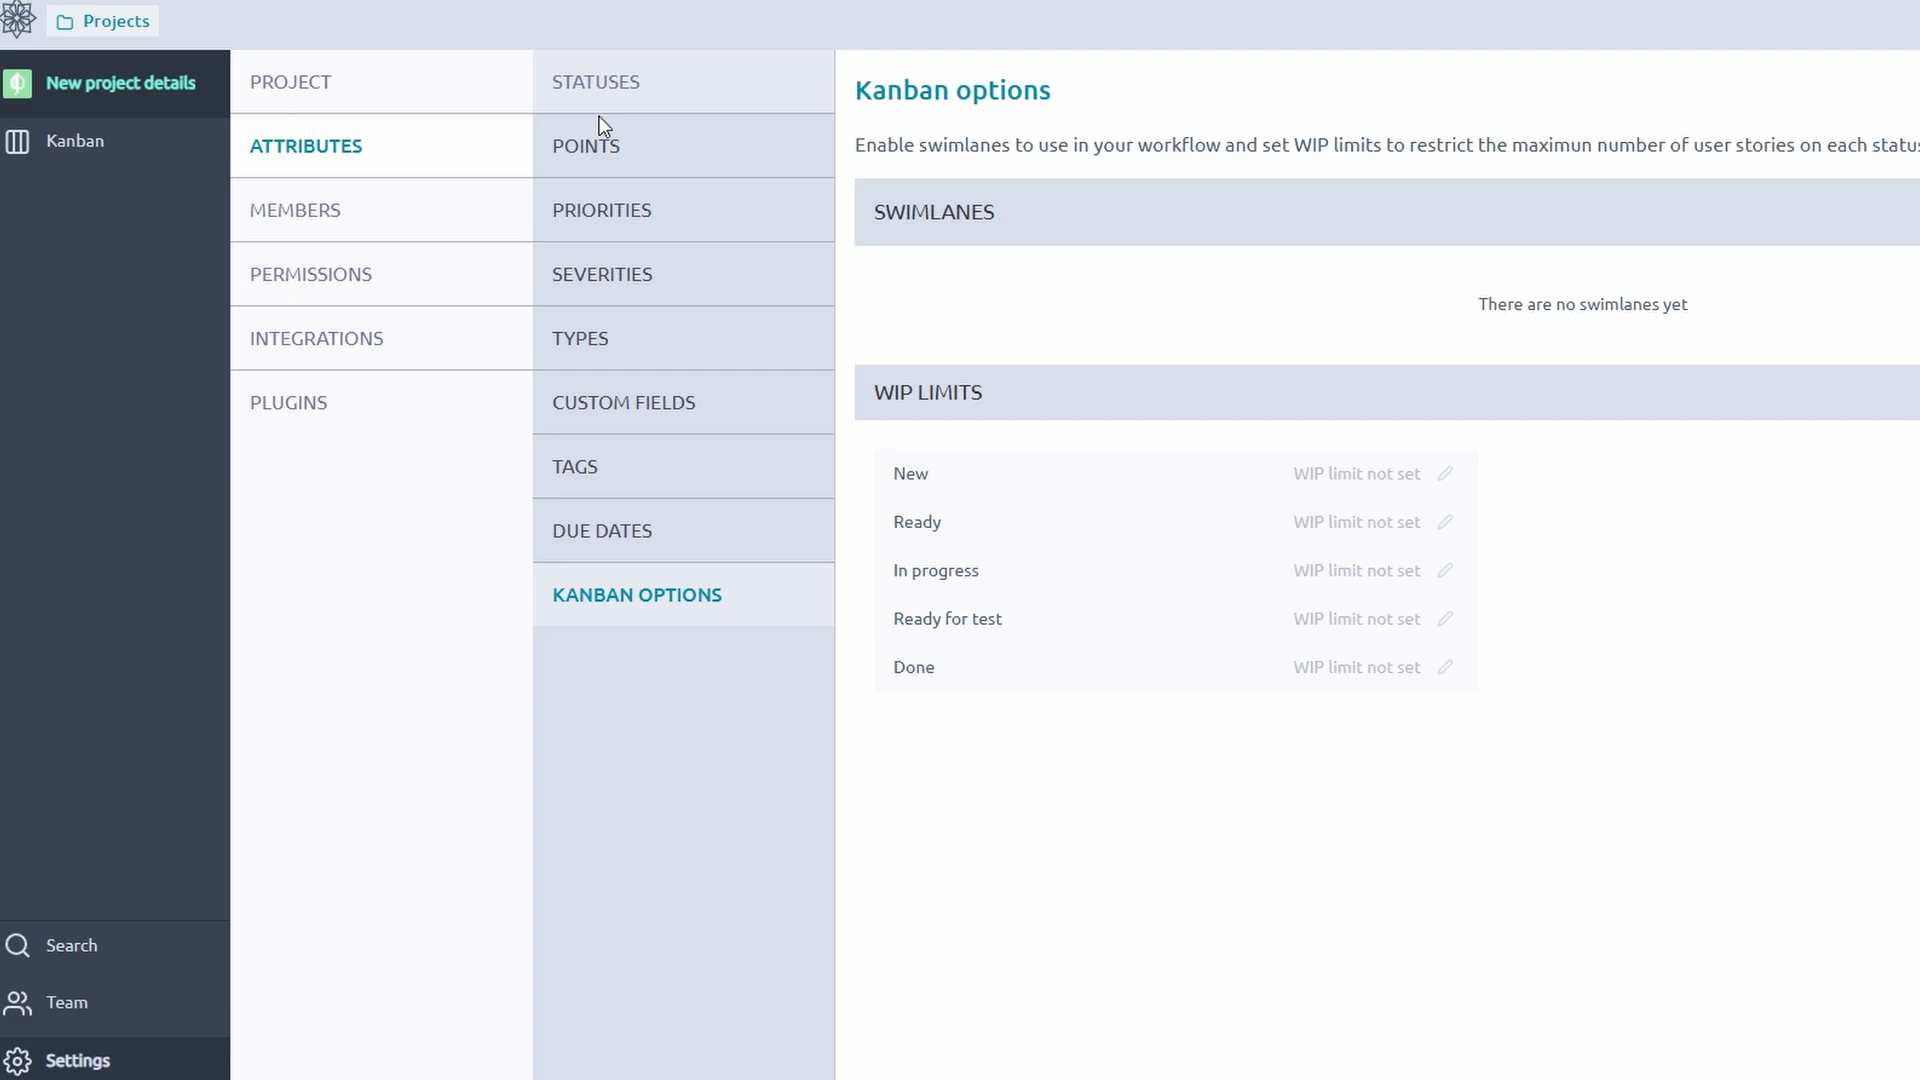 Projects
New project details
Kanban
Search
Team
Settings
PROJECT
ATTRIBUTES
MEMBERS
PERMISSIONS
INTEGRATIONS
PLUGINS
STATUSES
POINTS
PRIORITIES
SEVERITIES
TYPES
CUSTOM FIELDS
TAGS
DUE DATES
KANBAN OPTIONS
Kanban options
Enable swimlanes to use in your workflow and set WIP limits to restrict the maximun number of user stories on each status
SWIMLANES
There are no swimlanes yet
WIP LIMITS
New WIP limit not set
Ready WIP limit not set
In progress WIP limit not set
Ready for test WIP limit not set
Done WIP limit not set